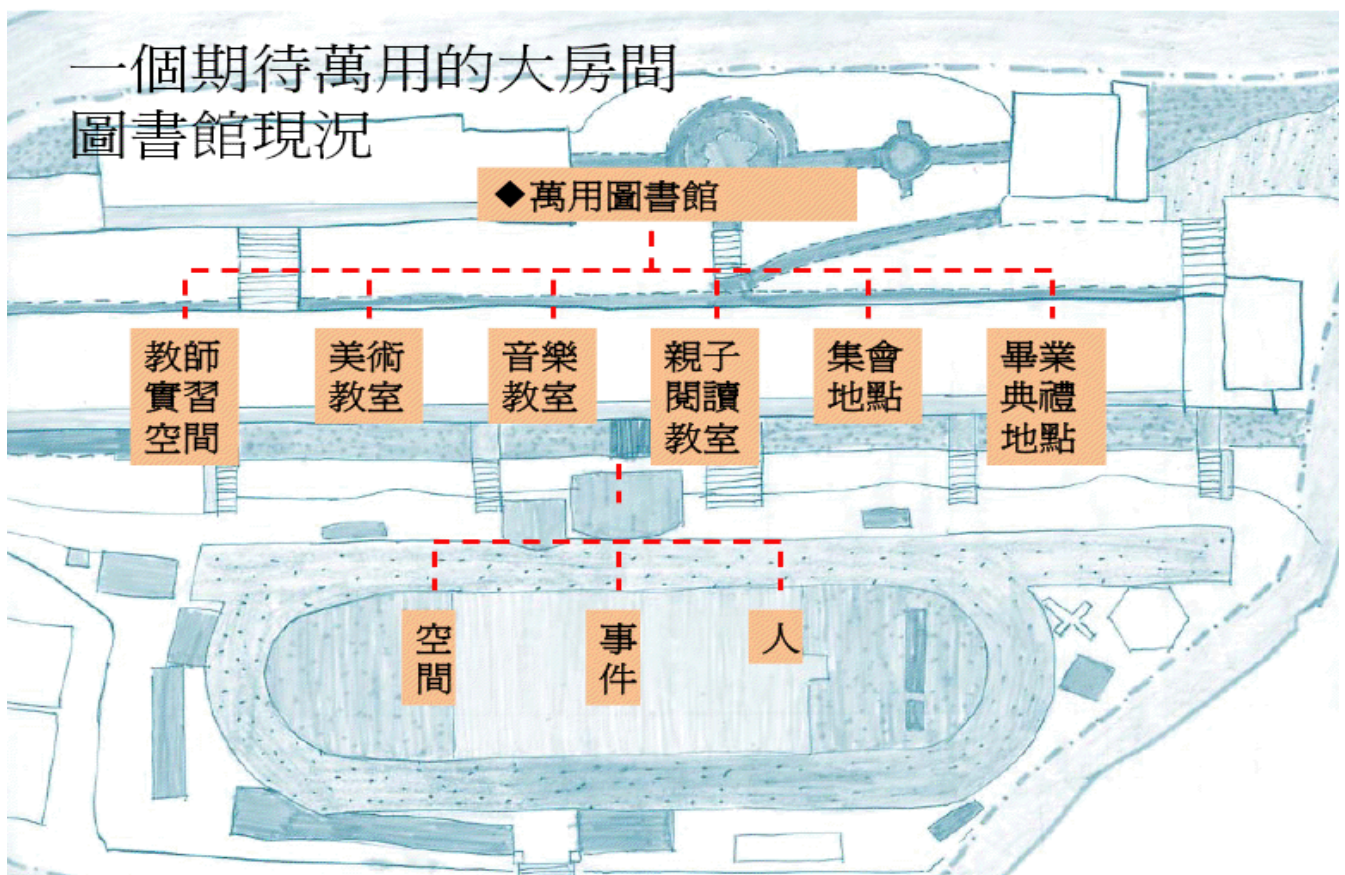 一個期待萬用的大房間
圖書館現況
◆萬用圖書館
教師
實習
空間
美術
教室
音樂
教室
親子
閱讀
教室
集會
地點
畢業
典禮
地點
空
間
事
件
人